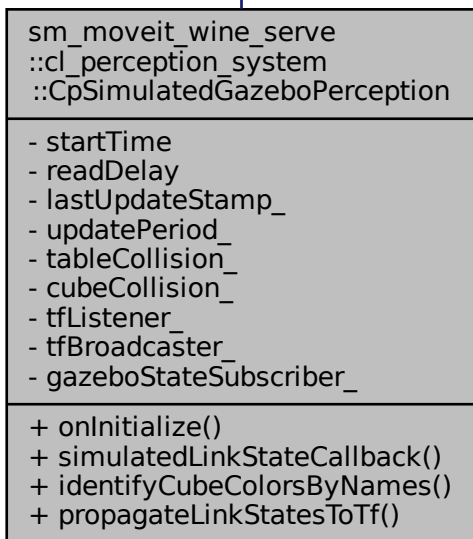 sm_moveit_wine_serve
::cl_perception_system
::CpSimulatedGazeboPerception
- startTime
- readDelay
- lastUpdateStamp_
- updatePeriod_
- tableCollision_
- cubeCollision_
- tfListener_
- tfBroadcaster_
- gazeboStateSubscriber_
+ onInitialize()
+ simulatedLinkStateCallback()
+ identifyCubeColorsByNames()
+ propagateLinkStatesToTf()